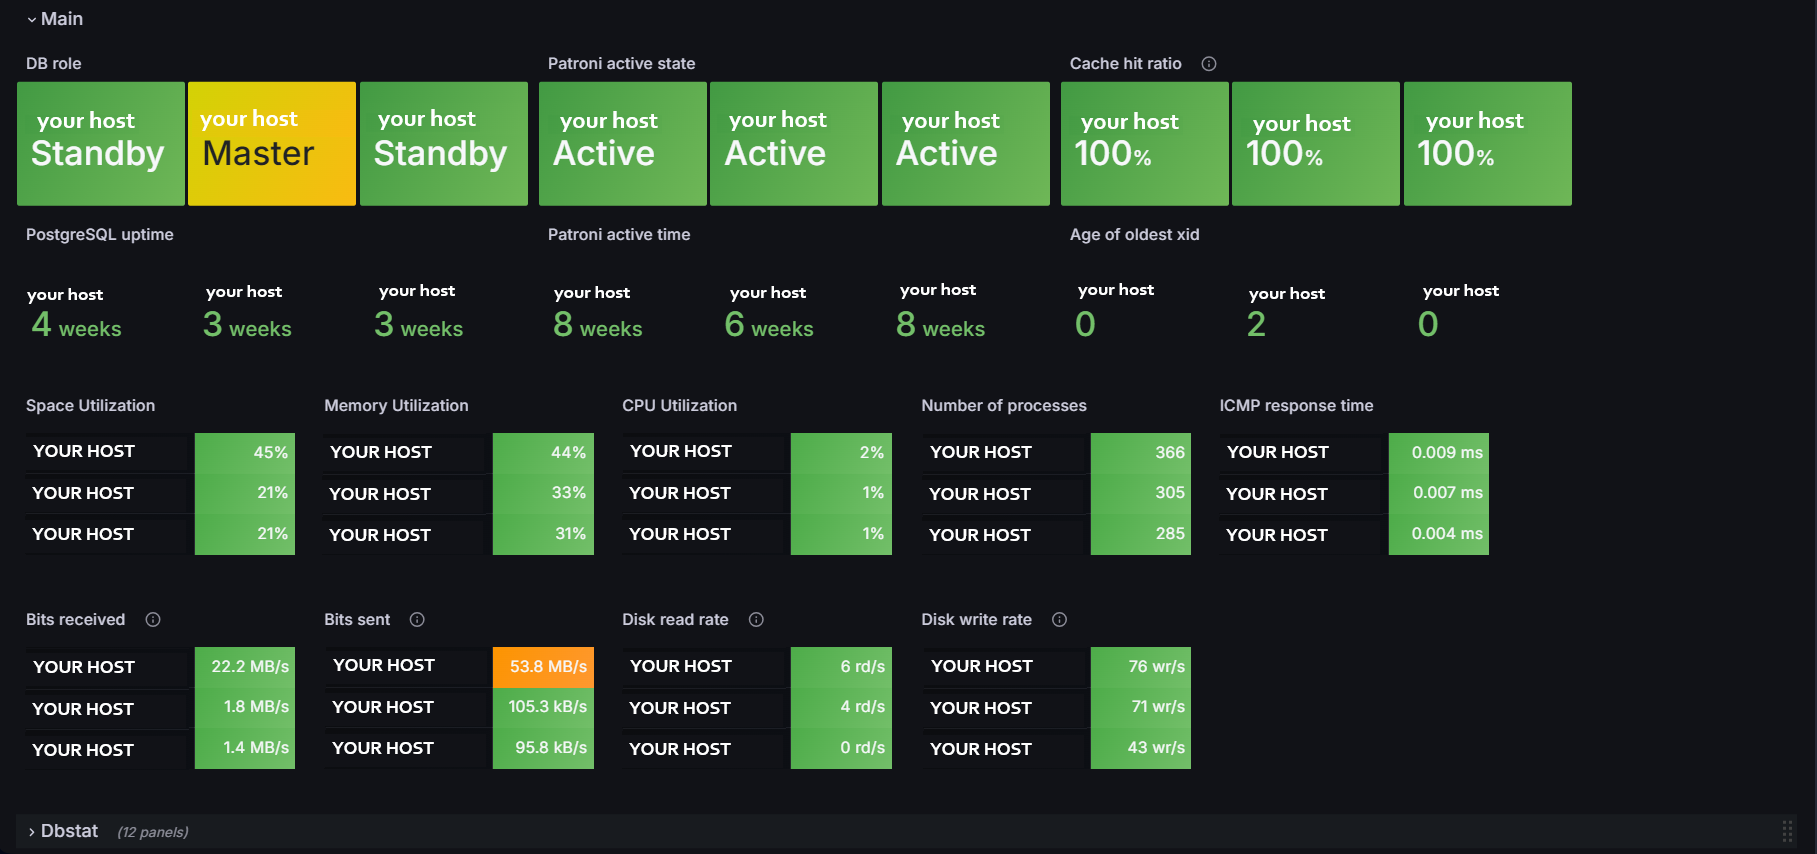 Main
DB role
your host
Standby
your host
Master
your host
Standby
Patroni active state
your host
Active
your host
Active
your host
Active
Cache hit ratio
your host
100%
your host
100%
your host
100%
PostgreSQL uptime
your host
4 weeks
your host
3 weeks
your host
3 weeks
Patroni active time
your host
8 weeks
your host
6 weeks
your host
8 weeks
Age of oldest xid
your host
0
your host
2
your host
0
Space Utilization
YOUR HOST 45%
YOUR HOST 21%
YOUR HOST 21%
Memory Utilization
YOUR HOST 44%
YOUR HOST 33%
YOUR HOST 31%
CPU Utilization
YOUR HOST 2%
YOUR HOST 1%
YOUR HOST 1%
Number of processes
YOUR HOST 366
YOUR HOST 305
YOUR HOST 285
ICMP response time
YOUR HOST 0.009 ms
YOUR HOST 0.007 ms
YOUR HOST 0.004 ms
Bits received
YOUR HOST 22.2 MB/s
YOUR HOST 1.8 MB/s
YOUR HOST 1.4 MB/s
Bits sent
YOUR HOST 53.8 MB/s
YOUR HOST 105.3 kB/s
YOUR HOST 95.8 kB/s
Disk read rate
YOUR HOST 6 rd/s
YOUR HOST 4 rd/s
YOUR HOST 0 rd/s
Disk write rate
YOUR HOST 76 wr/s
YOUR HOST 71 wr/s
YOUR HOST 43 wr/s
Dbstat (12 panels)